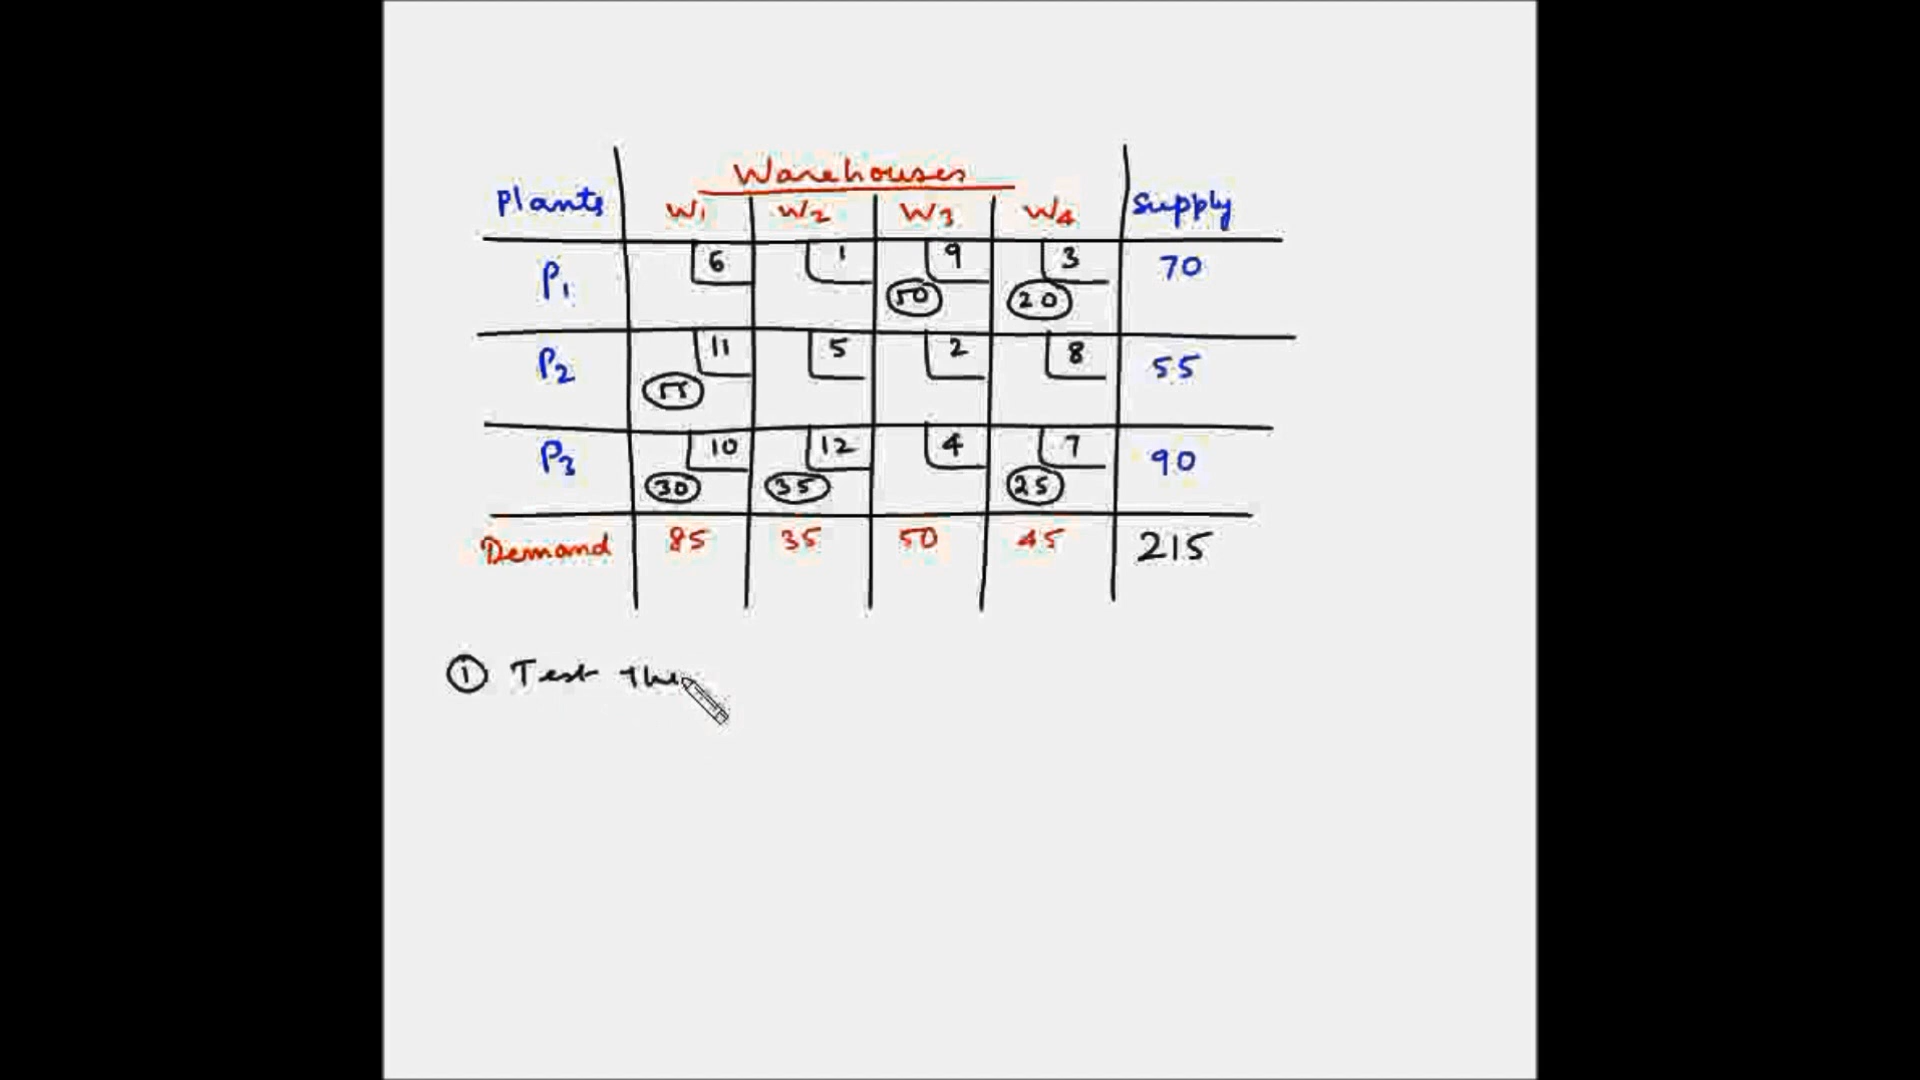 Warehouses
Plants W1 W2 W3 W4 Supply
6 1 9 3
P1 50 20 70
11 5 2 8
P2 55 55
10 12 4 7
P3 30 35 25 90
Demand 85 35 50 45 215
① Test the